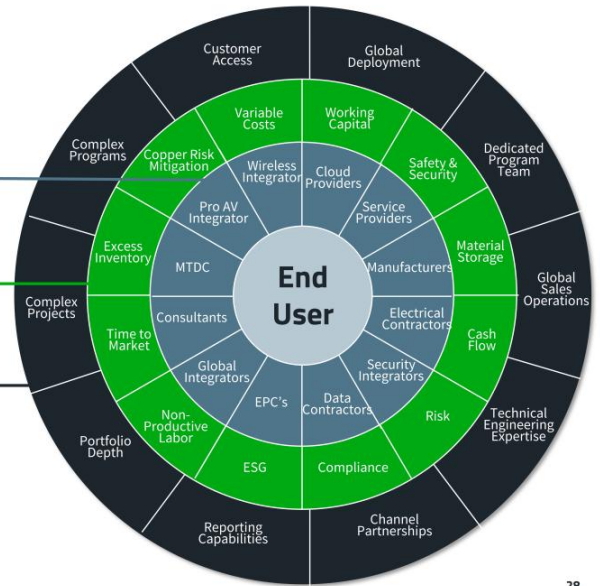 Customer
Access
Global
Deployment
Dedicated
Program
Team
Global
Sales
Operations
Technical
Engineering
Expertise
Channel
Partnerships
Reporting
Capabilities
Portfolio
Depth
Complex
Projects
Complex
Programs
Variable
Costs
Working
Capital
Safety &
Security
Material
Storage
Cash
Flow
Risk
Compliance
ESG
Non-
Productive
Labor
Time to
Market
Excess
Inventory
Copper Risk
Mitigation
Wireless
Integrator
Cloud
Providers
Service
Providers
Manufacturers
Electrical
Contractors
Security
Integrators
Data
Contractors
EPC's
Global
Integrators
Consultants
MTDC
Pro AV
Integrator
End
User
28